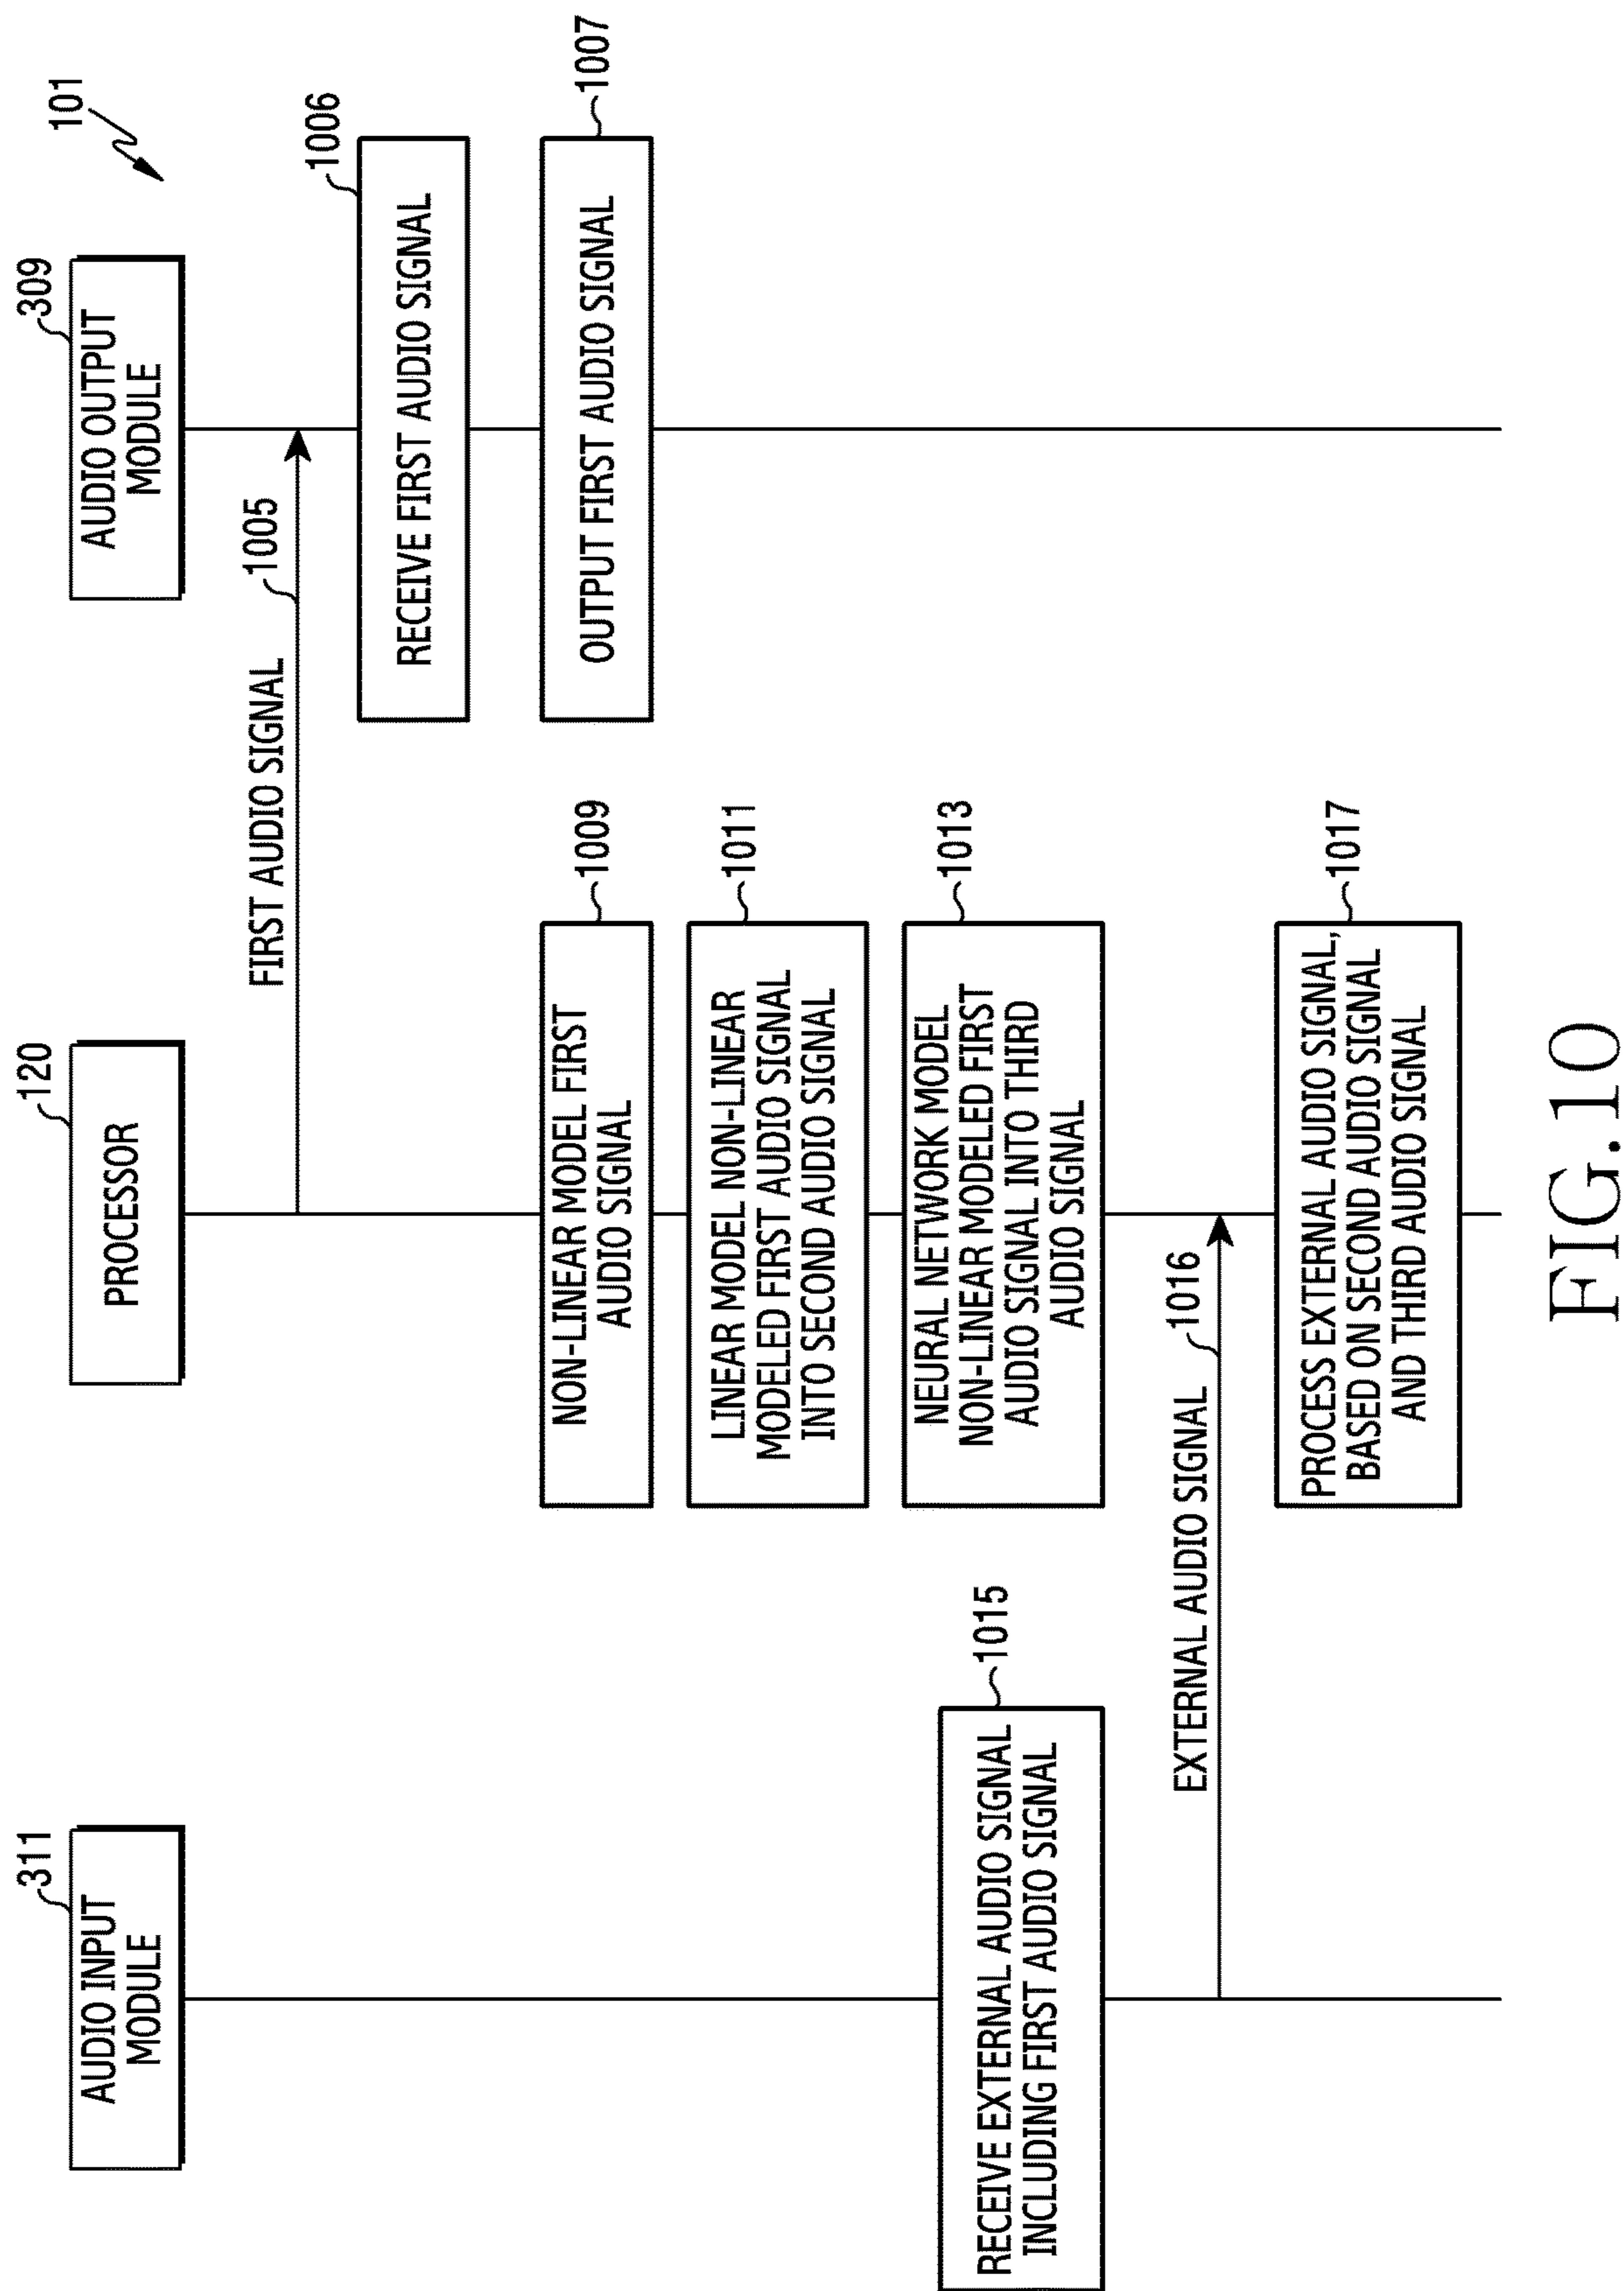 101
311
AUDIO INPUT
MODULE
120
PROCESSOR
309
AUDIO OUTPUT
MODULE
FIRST AUDIO SIGNAL
1005
1006
RECEIVE FIRST AUDIO SIGNAL
1007
OUTPUT FIRST AUDIO SIGNAL
1009
NON-LINEAR MODEL FIRST
AUDIO SIGNAL
1011
LINEAR MODEL NON-LINEAR
MODELED FIRST AUDIO SIGNAL
INTO SECOND AUDIO SIGNAL
1013
NEURAL NETWORK MODEL
NON-LINEAR MODELED FIRST
AUDIO SIGNAL INTO THIRD
AUDIO SIGNAL
1015
RECEIVE EXTERNAL AUDIO SIGNAL
INCLUDING FIRST AUDIO SIGNAL
EXTERNAL AUDIO SIGNAL
1016
1017
PROCESS EXTERNAL AUDIO SIGNAL,
BASED ON SECOND AUDIO SIGNAL
AND THIRD AUDIO SIGNAL
FIG.10